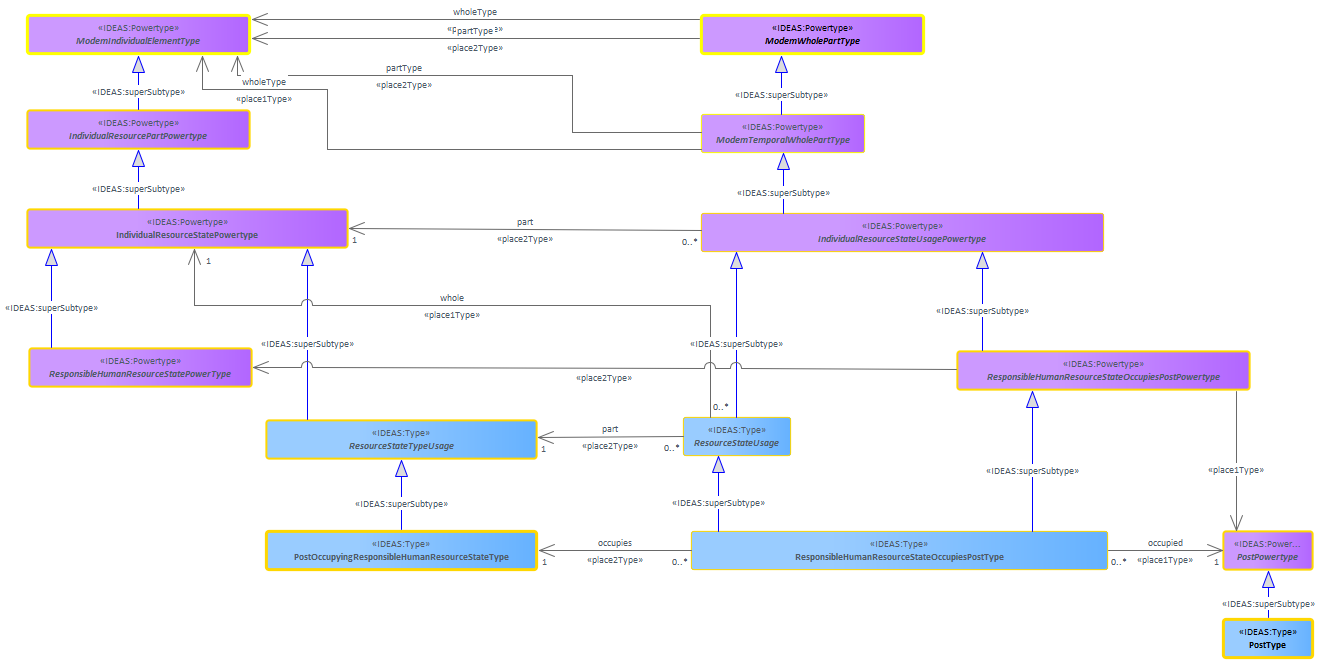 wholeType
«IDEAS:Powertype»
ModemIndividualElementType
partType
«place2Type»
«IDEAS:Powertype»
ModemWholePartType
partType
«place2Type»
wholeType
«place1Type»
«IDEAS:superSubtype»
«IDEAS:superSubtype»
«IDEAS:Powertype»
IndividualResourcePartPowertype
«IDEAS:Powertype»
ModemTemporalWholePartType
«IDEAS:superSubtype»
«IDEAS:superSubtype»
«IDEAS:Powertype»
IndividualResourceStatePowertype
part
«place2Type»
1
0..*
«IDEAS:Powertype»
IndividualResourceStateUsagePowertype
1
whole
«place1Type»
«IDEAS:superSubtype»
«IDEAS:superSubtype»
«IDEAS:superSubtype»
«IDEAS:superSubtype»
«IDEAS:Powertype»
ResponsibleHumanResourceStatePowerType
«place2Type»
«IDEAS:Powertype»
ResponsibleHumanResourceStateOccupiesPostPowertype
0..*
«IDEAS:Type»
ResourceStateTypeUsage
part
«place2Type»
1
0..*
«IDEAS:Type»
ResourceStateUsage
«IDEAS:superSubtype»
«place1Type»
«IDEAS:superSubtype»
«IDEAS:superSubtype»
«IDEAS:Type»
PostOccupyingResponsibleHumanResourceStateType
occupies
«place2Type»
1
0..*
«IDEAS:Type»
ResponsibleHumanResourceStateOccupiesPostType
occupied
«place1Type»
0..*
1
«IDEAS:Power...
PostPowertype
«IDEAS:superSubtype»
«IDEAS:Type»
PostType